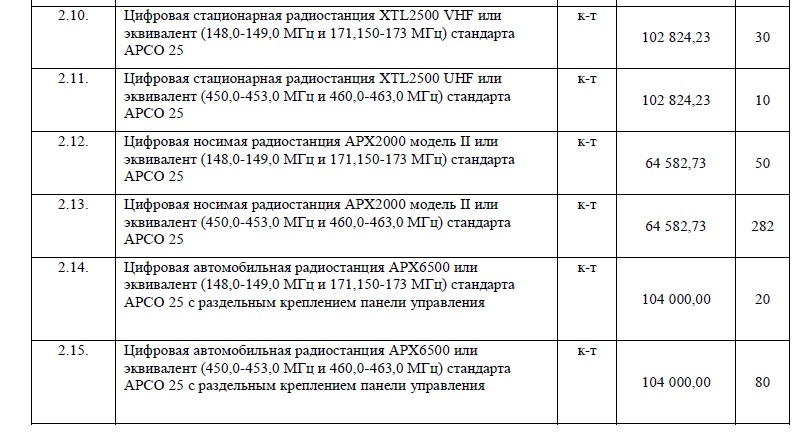 2.10. Цифровая стационарная радиостанция XTL2500 VHF или к-т
эквивалент (148,0-149,0 МГц и 171,150-173 МГц) стандарта 102 824,23 30
АРСО 25
2.11. Цифровая стационарная радиостанция XTL2500 UHF или к-т
эквивалент (450,0-453,0 МГц и 460,0-463,0 МГц) стандарта 102 824,23 10
АРСО 25
2.12. Цифровая носимая радиостанция APX2000 модель II или к-т
эквивалент (148,0-149,0 МГц и 171,150-173 МГц) стандарта 64 582,73 50
АРСО 25
2.13. Цифровая носимая радиостанция APX2000 модель II или к-т
эквивалент (450,0-453,0 МГц и 460,0-463,0 МГц) стандарта 64 582,73 282
АРСО 25
2.14. Цифровая автомобильная радиостанция APX6500 или к-т
эквивалент (148,0-149,0 МГц и 171,150-173 МГц) стандарта
АРСО 25 с раздельным креплением панели управления 104 000,00 20
2.15. Цифровая автомобильная радиостанция APX6500 или к-т
эквивалент (450,0-453,0 МГц и 460,0-463,0 МГц) стандарта
АРСО 25 с раздельным креплением панели управления 104 000,00 80